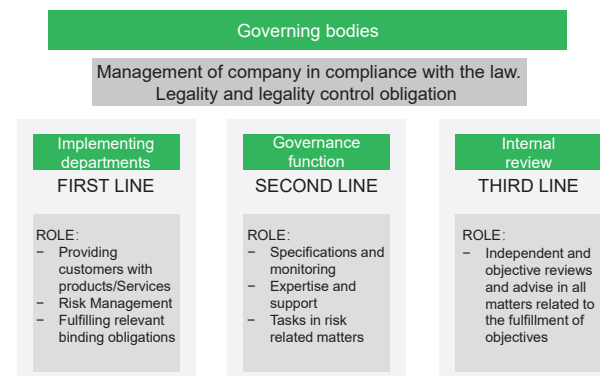 Governing bodies
Management of company in compliance with the law.
Legality and legality control obligation
Implementing
departments
FIRST LINE
ROLE:
− Providing
customers with
products/Services
− Risk Management
− Fulfilling relevant
binding obligations
Governance
function
SECOND LINE
ROLE:
− Specifications and
monitoring
− Expertise and
support
− Tasks in risk
related matters
Internal
review
THIRD LINE
ROLE:
− Independent and
objective reviews
and advise in all
matters related to
the fulfillment of
objectives